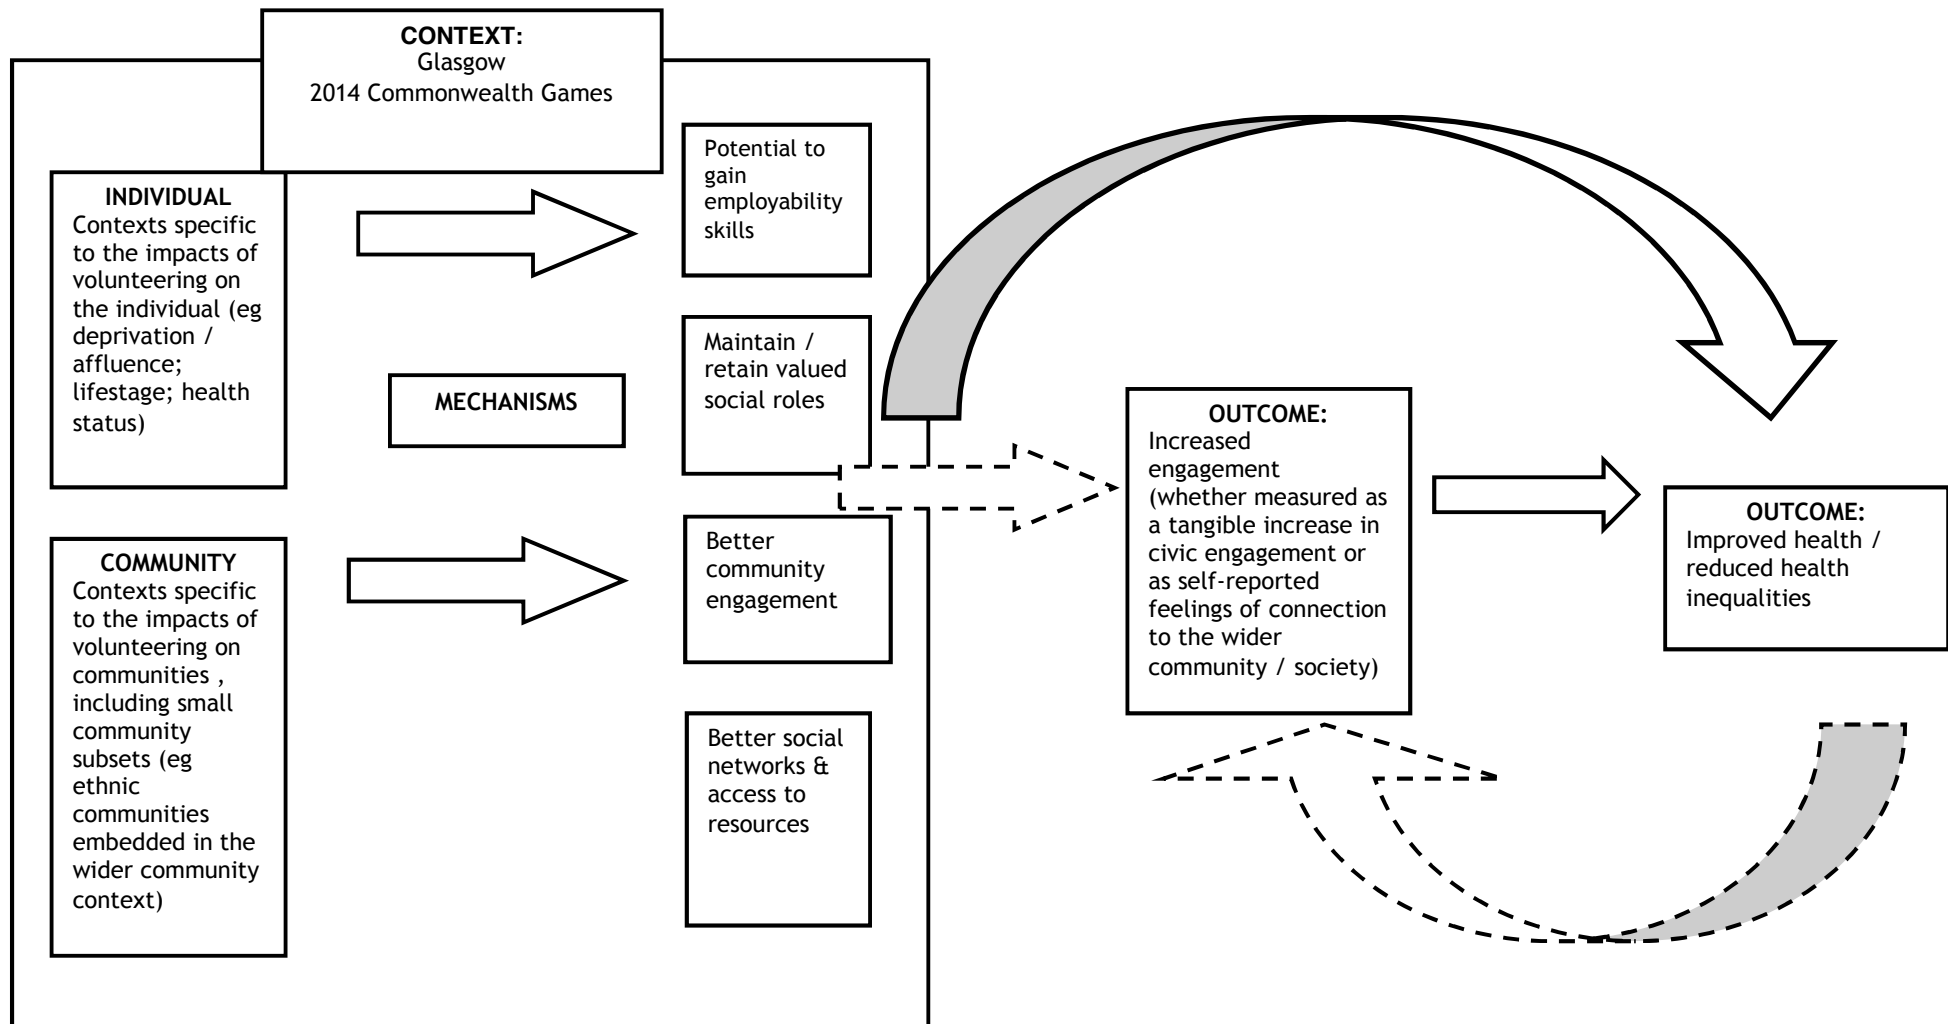 CONTEXT:
Glasgow
2014 Commonwealth Games
INDIVIDUAL
Contexts specific
to the impacts of
volunteering on
the individual (eg
deprivation /
affluence;
lifestage; health
status)
COMMUNITY
Contexts specific
to the impacts of
volunteering on
communities ,
including small
community
subsets (eg
ethnic
communities
embedded in the
wider community
context)
MECHANISMS
Potential to
gain
employability
skills
Maintain /
retain valued
social roles
Better
community
engagement
Better social
networks &
access to
resources
OUTCOME:
Increased
engagement
(whether measured as
a tangible increase in
civic engagement or
as self-reported
feelings of connection
to the wider
community / society)
OUTCOME:
Improved health /
reduced health
inequalities